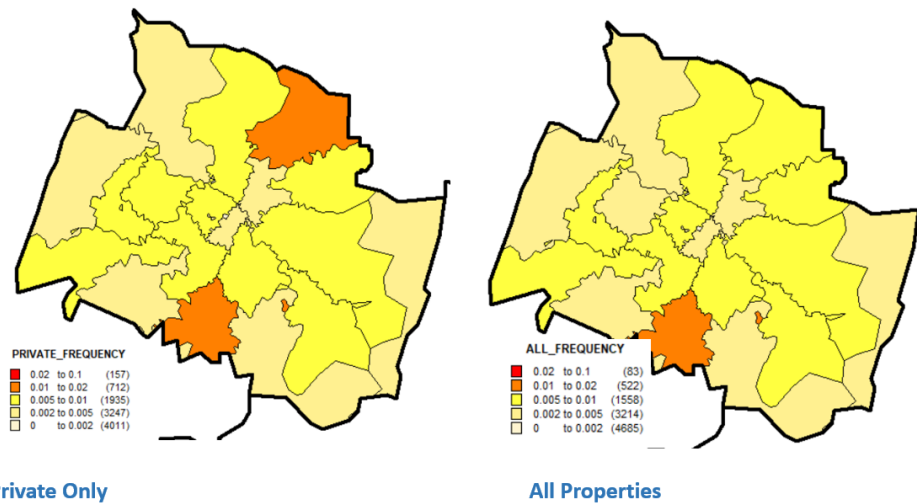 PRIVATE_FREQUENCY
0.02 to 0.1 (157)
0.01 to 0.02 (712)
0.005 to 0.01 (1935)
0.002 to 0.005 (3247)
0 to 0.002 (4011)
ALL_FREQUENCY
0.02 to 0.1 (83)
0.01 to 0.02 (522)
0.005 to 0.01 (1558)
0.002 to 0.005 (3214)
0 to 0.002 (4685)
rivate Only
All Properties